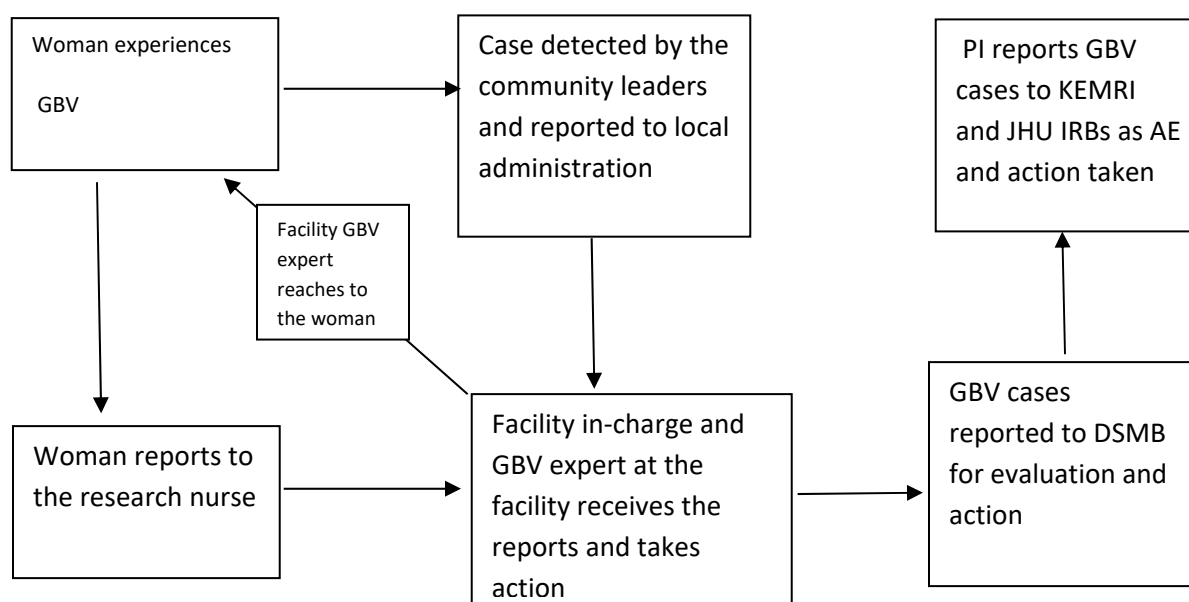 Woman experiences
GBV
Case detected by the
community leaders
and reported to local
administration
PI reports GBV
cases to KEMRI
and JHU IRBs as AE
and action taken
Facility GBV
expert
reaches to
the woman
Woman reports to
the research nurse
Facility in-charge and
GBV expert at the
facility receives the
reports and takes
action
GBV cases
reported to DSMB
for evaluation and
action